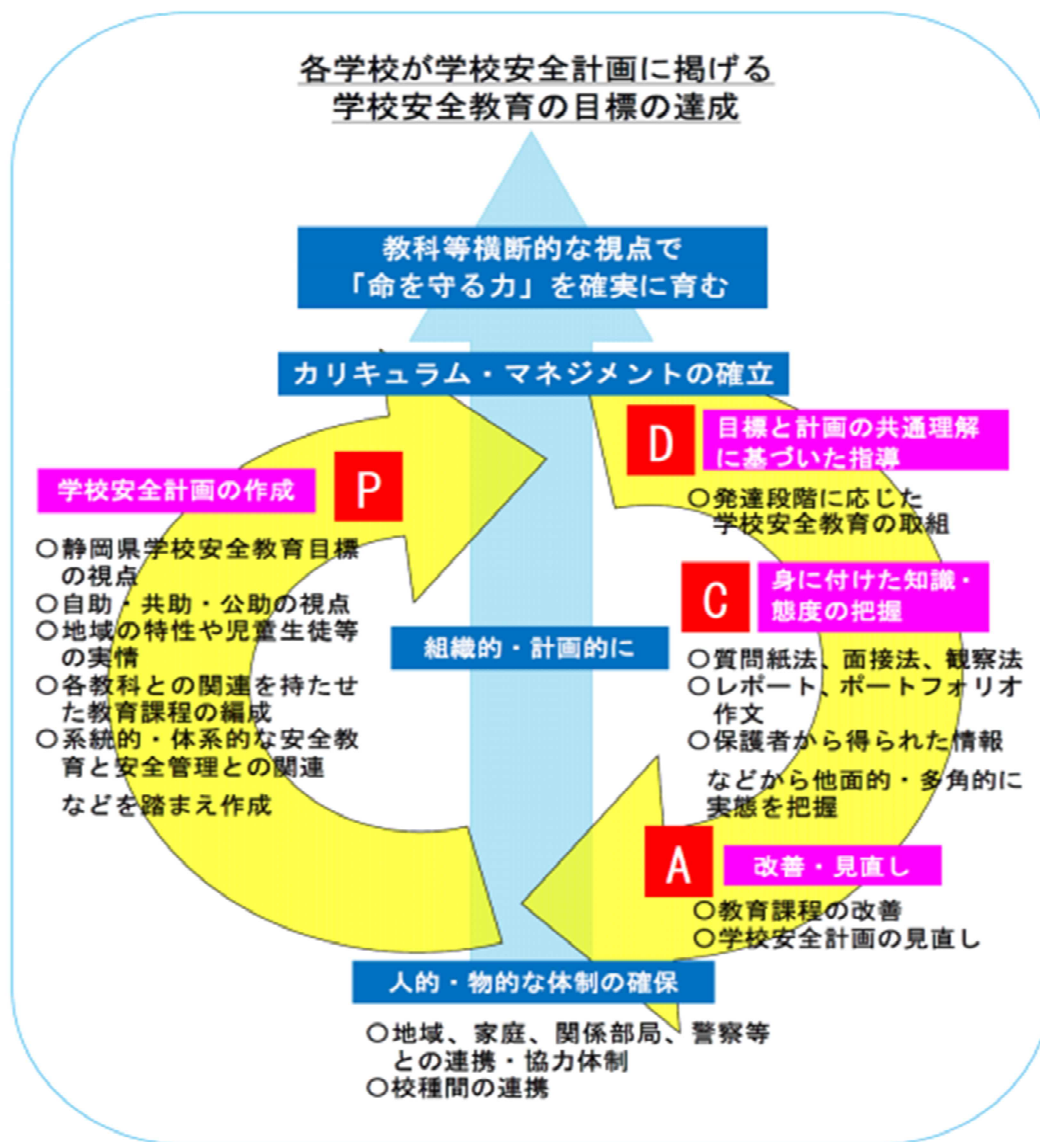 各学校が学校安全計画に掲げる
学校安全教育の目標の達成
教科等横断的な視点で
「命を守る力」を確実に育む
カリキュラム・マネジメントの確立
P
学校安全計画の作成
○静岡県学校安全教育目標
の視点
○自助・共助・公助の視点
○地域の特性や児童生徒等
の実情
○各教科との関連を持たせ
た教育課程の編成
○系統的・体系的な安全教
育と安全管理との関連
などを踏まえ作成
D
目標と計画の共通理解
に基づいた指導
○発達段階に応じた
学校安全教育の取組
組織的・計画的に
C
身に付けた知識・
態度の把握
○質問紙法、面接法、観察法
○レポート、ポートフォリオ
作文
○保護者から得られた情報
などから他面的・多角的に
実態を把握
A
改善・見直し
○教育課程の改善
○学校安全計画の見直し
人的・物的な体制の確保
○地域、家庭、関係部局、警察等
との連携・協力体制
○校種間の連携